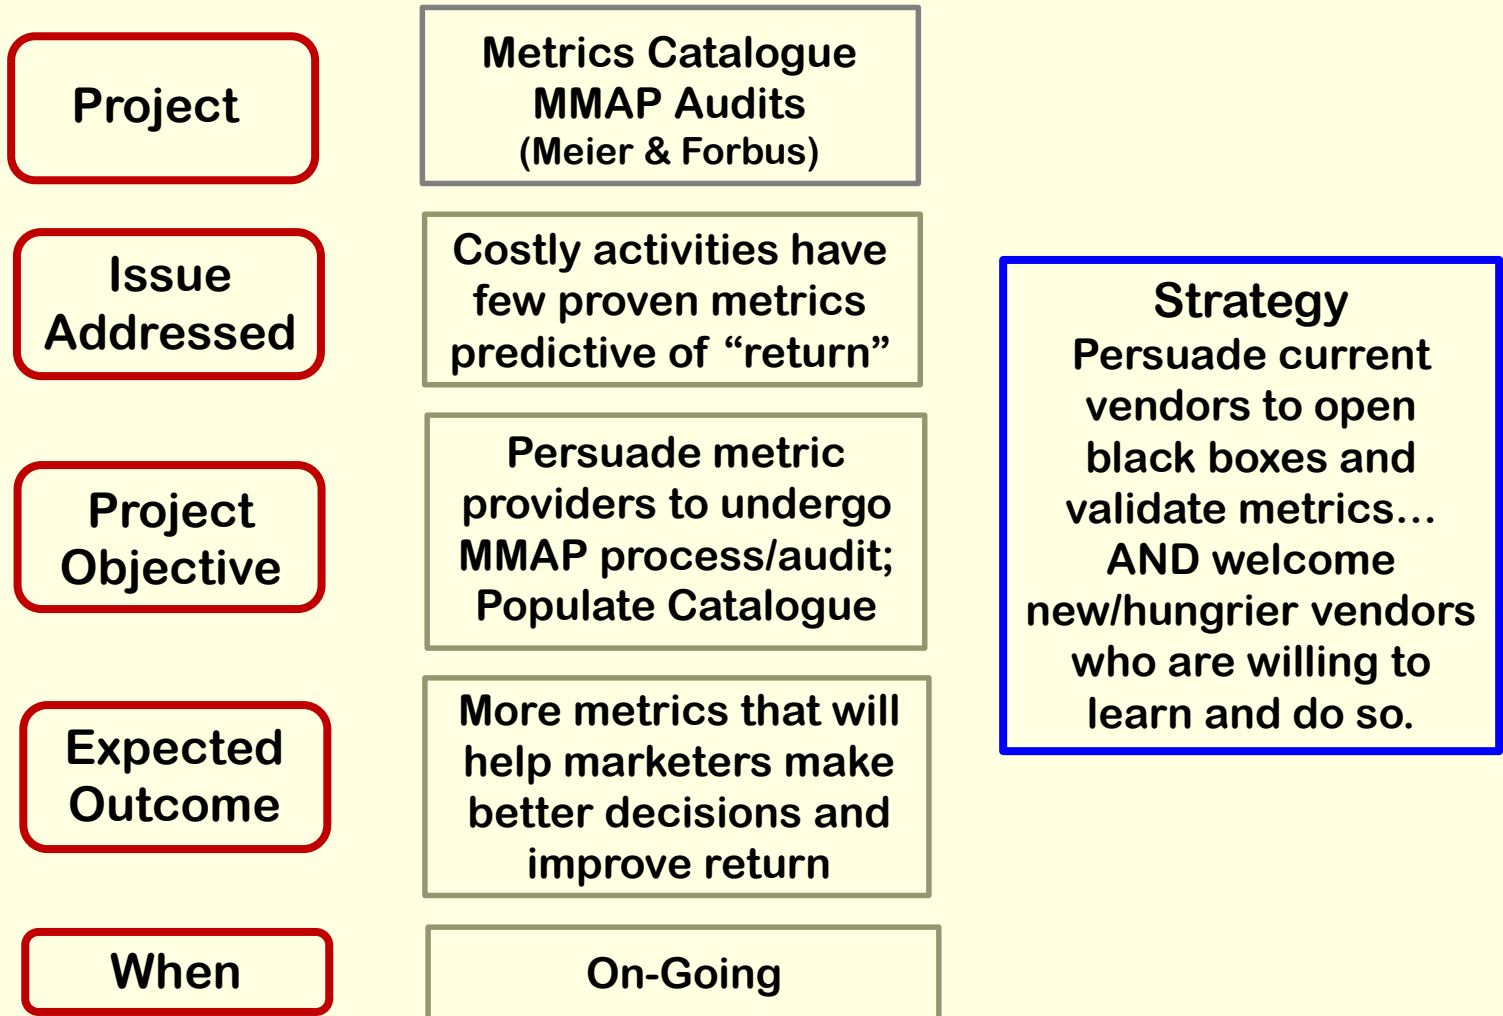 Project
Metrics Catalogue
MMAP Audits
(Meier & Forbus)
Issue
Addressed
Costly activities have
few proven metrics
predictive of “return”
Project
Objective
Persuade metric
providers to undergo
MMAP process/audit;
Populate Catalogue
Expected
Outcome
More metrics that will
help marketers make
better decisions and
improve return
When
On-Going
Strategy
Persuade current
vendors to open
black boxes and
validate metrics…
AND welcome
new/hungrier vendors
who are willing to
learn and do so.